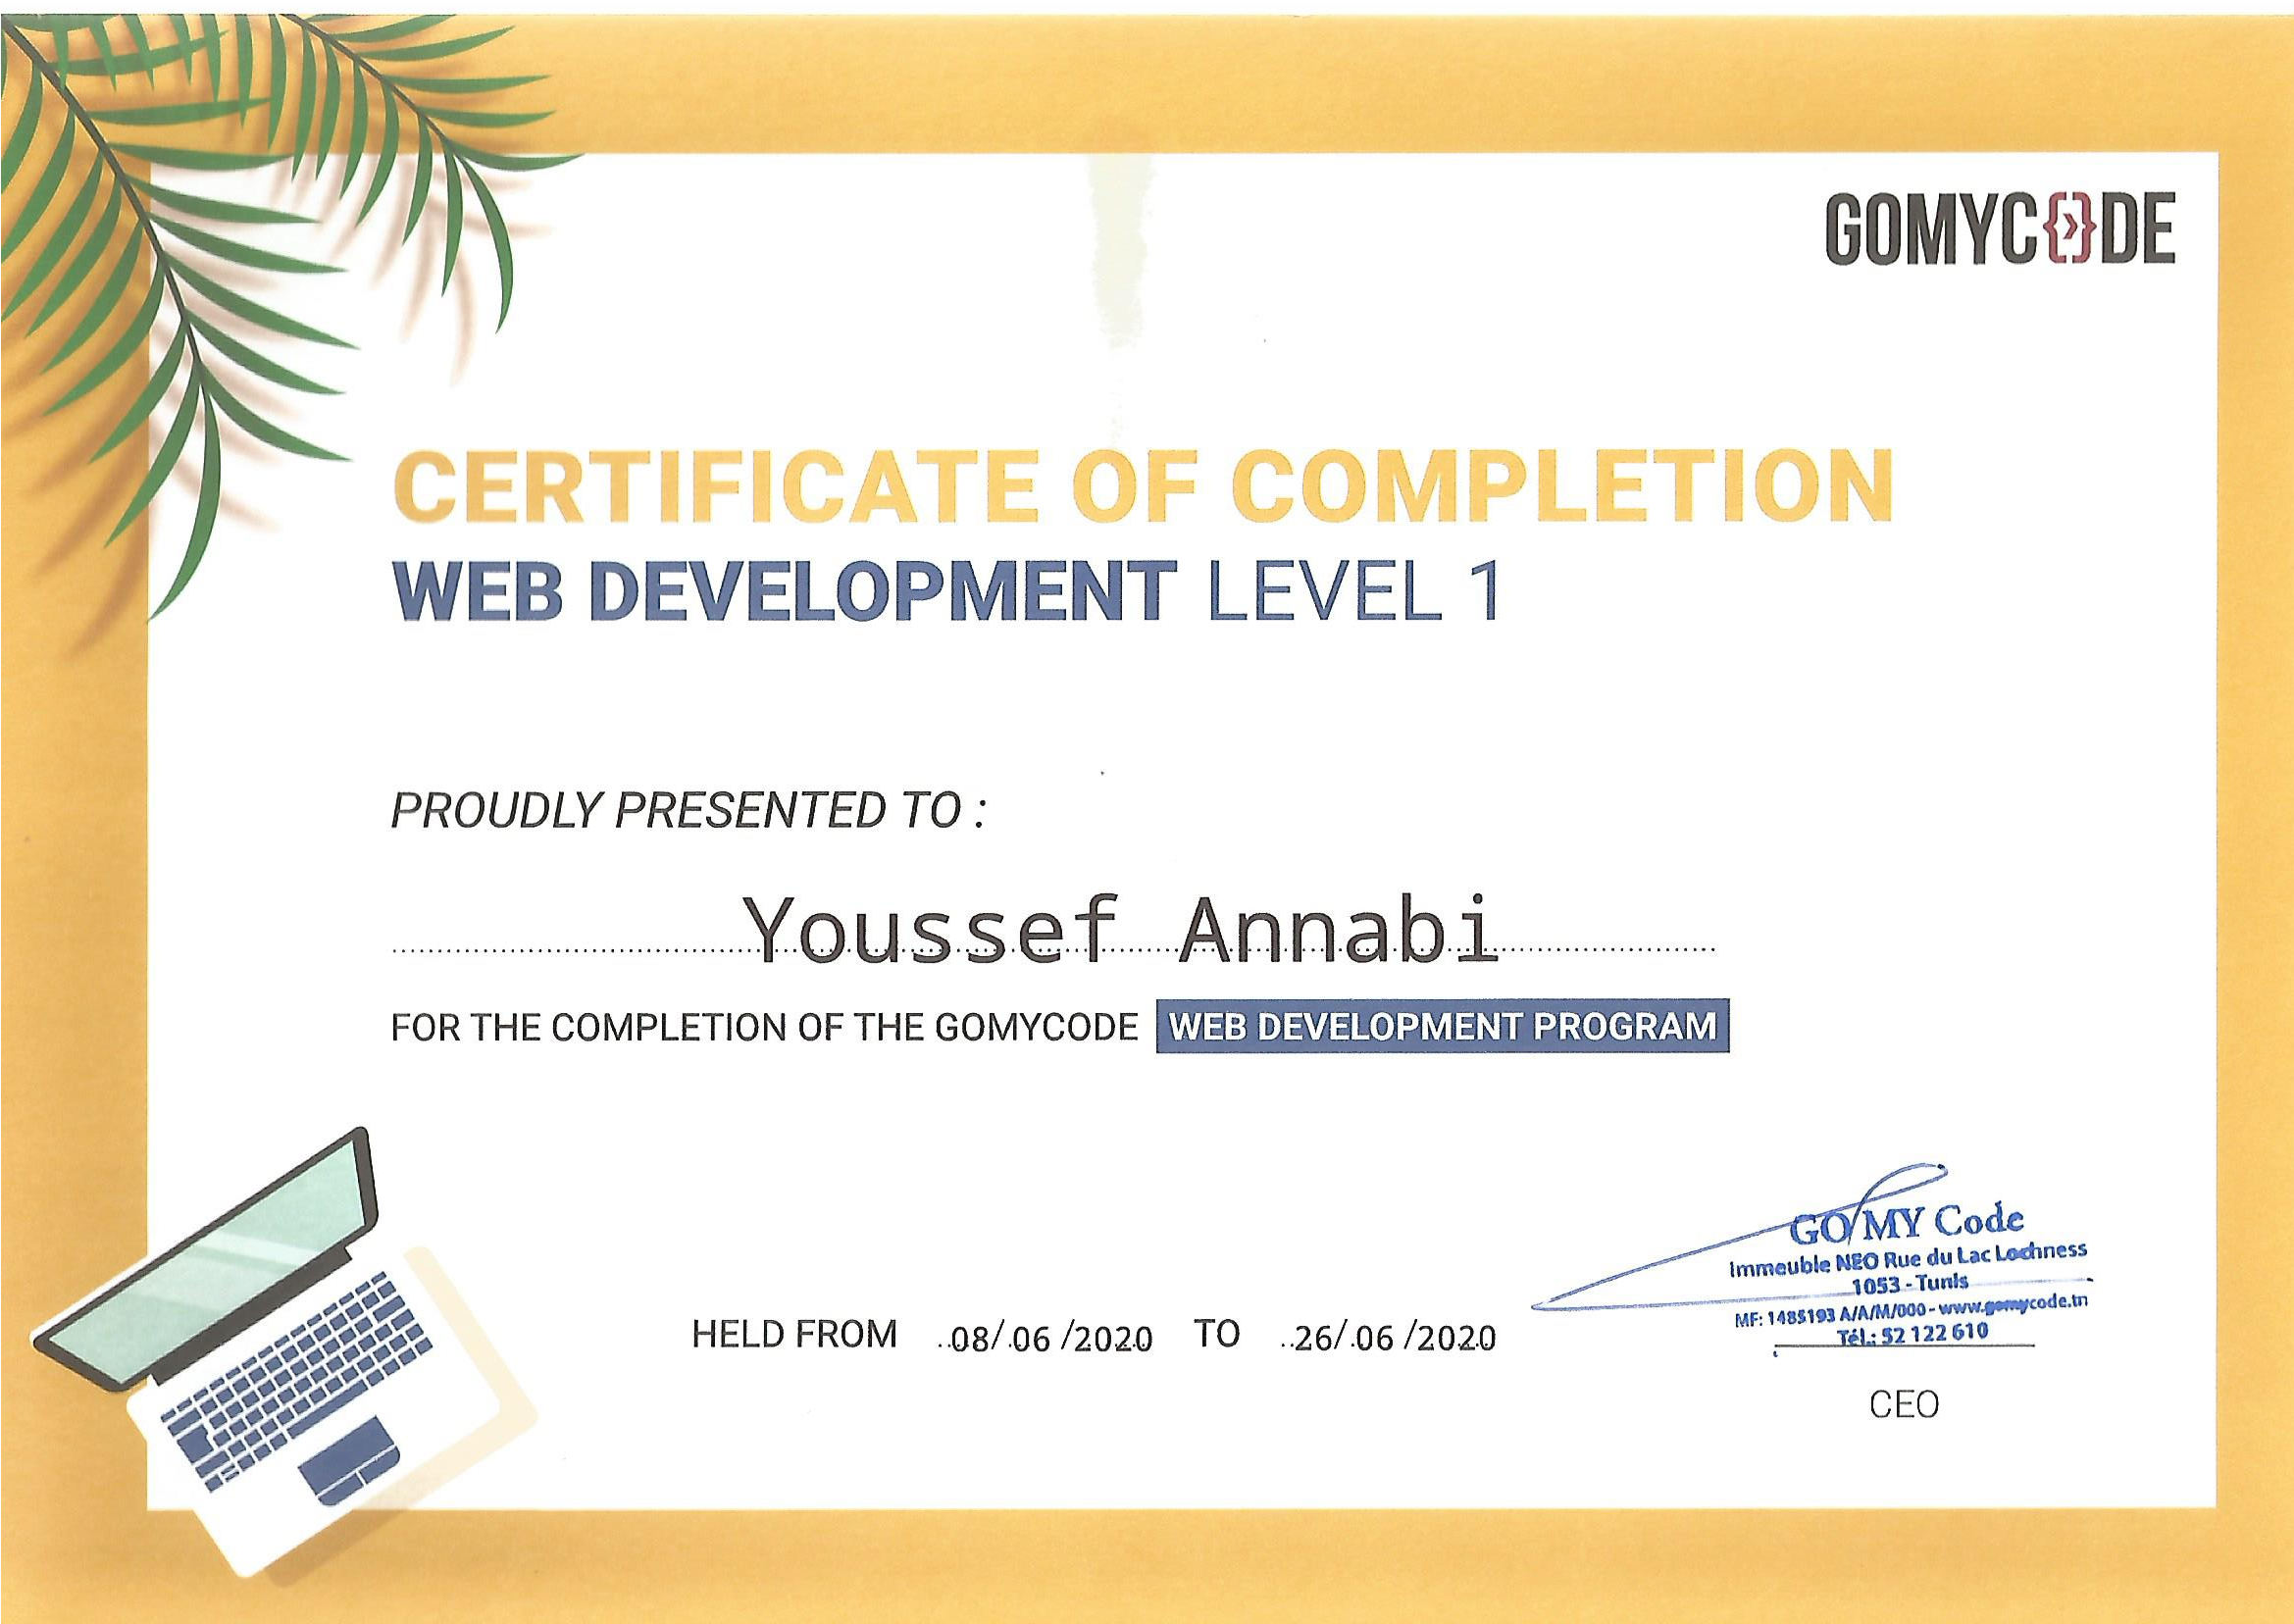 GOMYC{›}DE
CERTIFICATE OF COMPLETION
WEB DEVELOPMENT LEVEL 1
PROUDLY PRESENTED TO :
Youssef Annabi
FOR THE COMPLETION OF THE GOMYCODE WEB DEVELOPMENT PROGRAM
GO MY Code
Immeuble NEO Rue du Lac Lochness
1053 - Tunis
MF: 1485193 A/A/M/000 - www.gomycode.tn
Tél.: 52 122 610
HELD FROM 08/ 06 /2020 TO 26/ 06 /2020
CEO